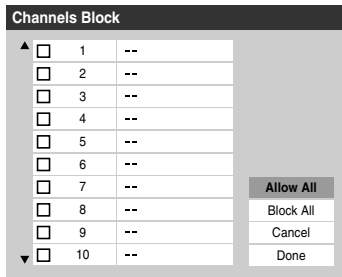 Channels Block
1 --
2 --
3 --
4 --
5 --
6 --
7 -- Allow All
8 -- Block All
9 -- Cancel
10 -- Done